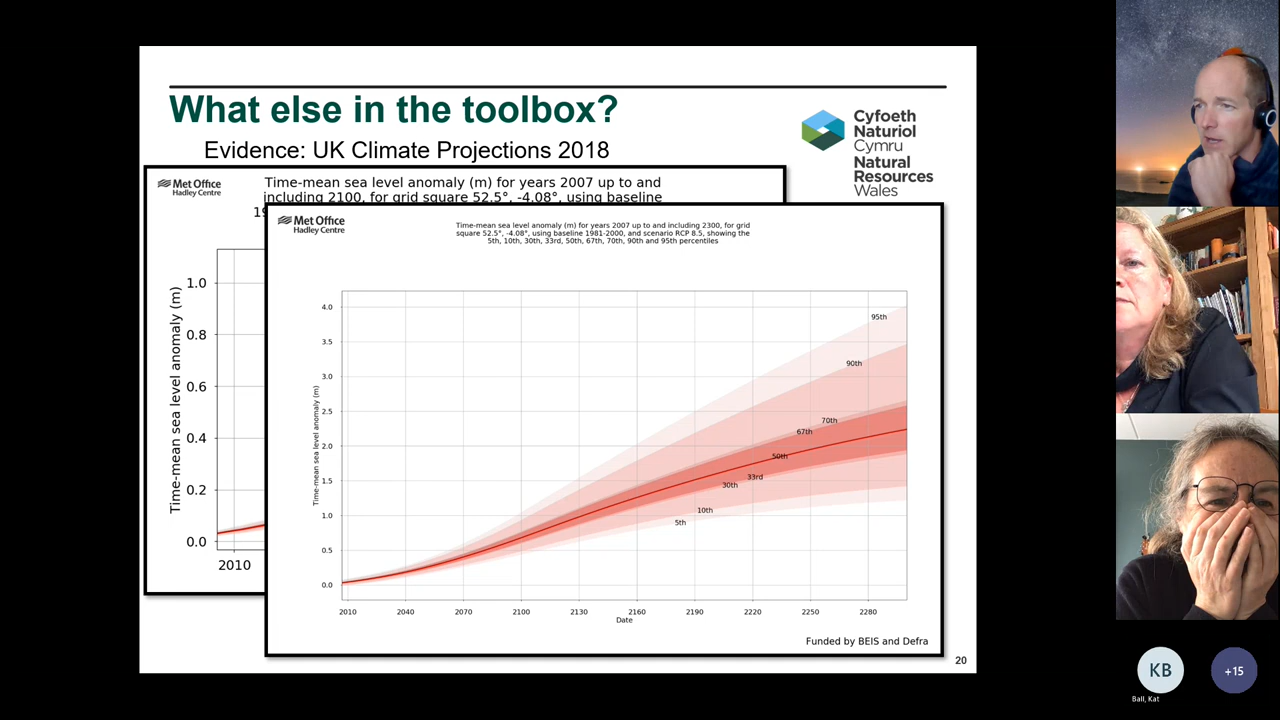 What else in the toolbox?
Evidence: UK Climate Projections 2018
Cyfoeth
Naturiol
Cymru
Natural
Resources
Wales
Met Office
Hadley Centre
Time-mean sea level anomaly (m) for years 2007 up to and
including 2100, for grid square 52.5°, -4.08°, using baseline
19
Time-mean sea level anomaly (m)
1.0
0.8
0.6
0.4
0.2
0.0
2010
Met Office
Hadley Centre
Time-mean sea level anomaly (m) for years 2007 up to and including 2300, for grid
square 52.5°, -4.08°, using baseline 1981-2000, and scenario RCP 8.5, showing the
5th, 10th, 30th, 33rd, 50th, 67th, 70th, 90th and 95th percentiles
Time-mean sea level anomaly (m)
4.0
3.5
3.0
2.5
2.0
1.5
1.0
0.5
0.0
95th
90th
70th
67th
50th
33rd
30th
10th
5th
2010 2040 2070 2100 2130 2160 2190 2220 2250 2280
Date
Funded by BEIS and Defra
20
KB
+15
Ball, Kat